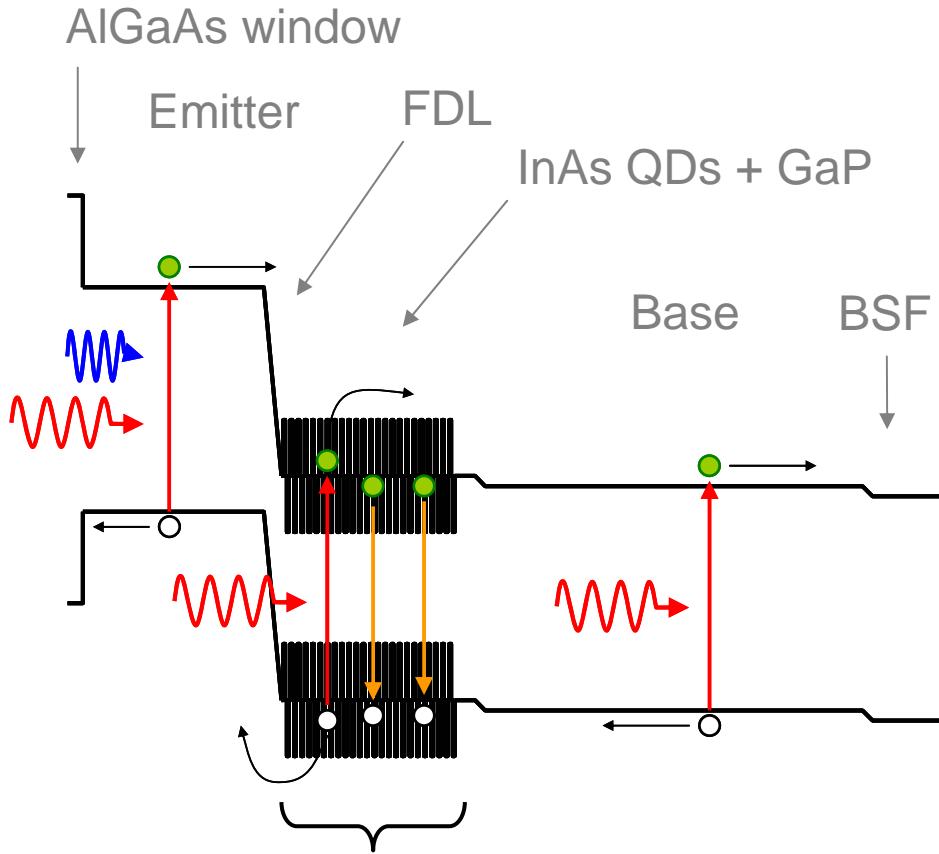 AlGaAs window
Emitter
FDL
InAs QDs + GaP
Base
BSF